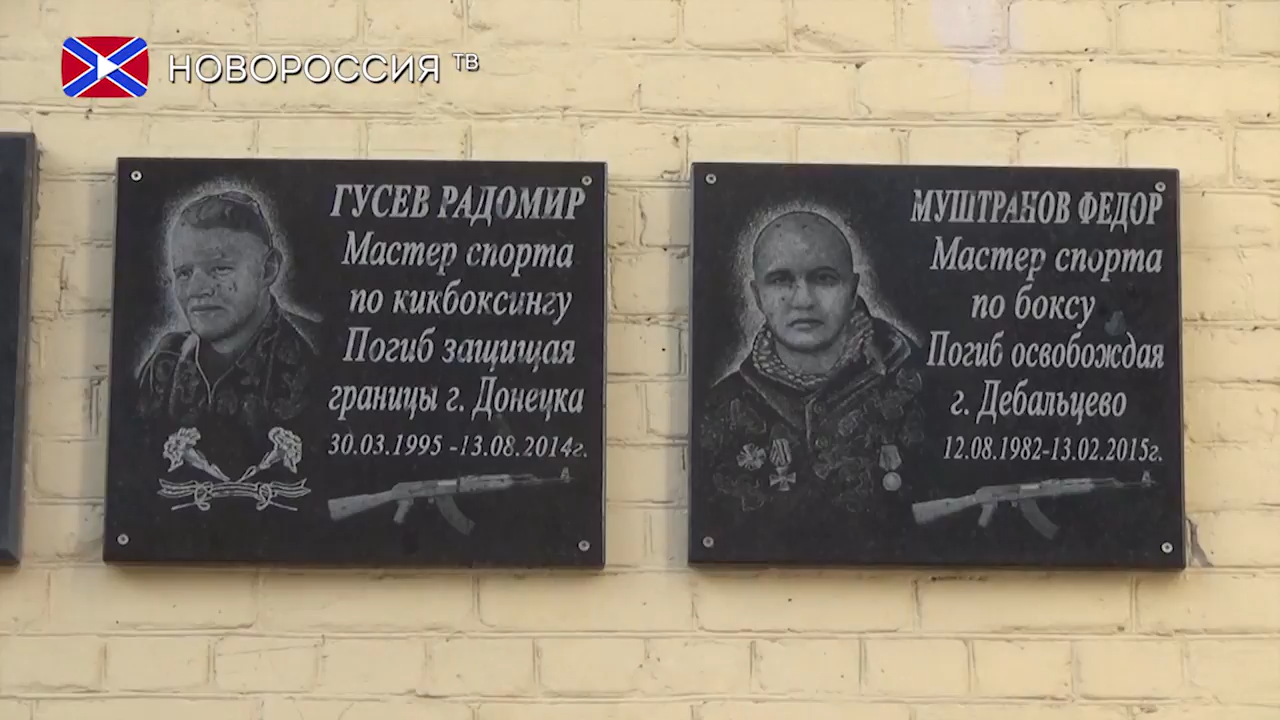 НОВОРОССИЯ ТВ
ГУСЕВ РАДОМИР
Мастер спорта
по кикбоксингу
Погиб защищая
границы г. Донецка
30.03.1995 -13.08.2014г.
МУШТРАНОВ ФЕДОР
Мастер спорта
по боксу
Погиб освобождая
г. Дебальцево
12.08.1982-13.02.2015г.